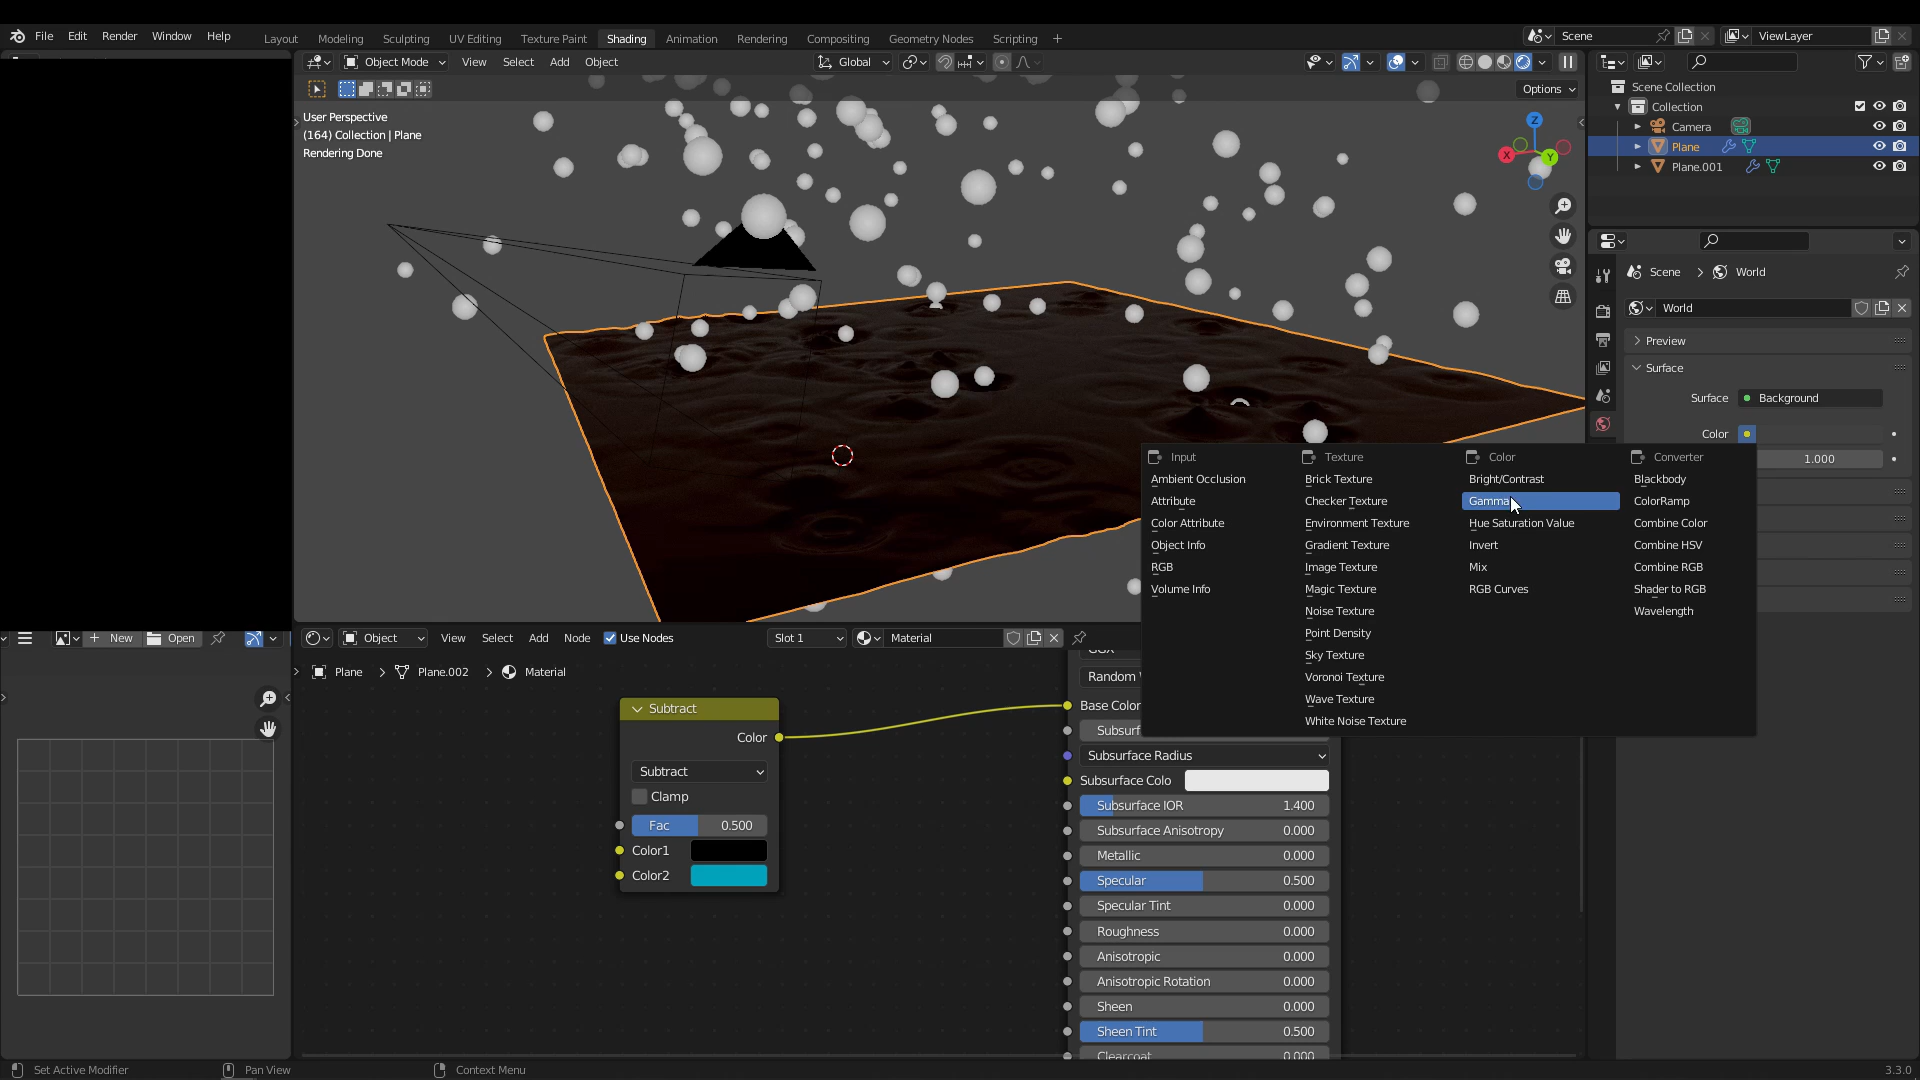 File Edit Render Window Help
Layout Modeling Sculpting UV Editing Texture Paint Shading Animation Rendering Compositing Geometry Nodes Scripting +
Scene
ViewLayer
Object Mode View Select Add Object
Global
Options
User Perspective
(164) Collection | Plane
Rendering Done
Z
X
Y
Scene Collection
Collection
Camera
Plane
Plane.001
Scene > World
World
Preview
Surface
Surface Background
Color
1.000
Input
Ambient Occlusion
Attribute
Color Attribute
Object Info
RGB
Volume Info
Texture
Brick Texture
Checker Texture
Environment Texture
Gradient Texture
Image Texture
Magic Texture
Noise Texture
Point Density
Sky Texture
Voronoi Texture
Wave Texture
White Noise Texture
Color
Bright/Contrast
Gamma
Hue Saturation Value
Invert
Mix
RGB Curves
Converter
Blackbody
ColorRamp
Combine Color
Combine HSV
Combine RGB
Shader to RGB
Wavelength
New Open
Object View Select Add Node Use Nodes Slot 1 Material
Plane > Plane.002 > Material
Subtract
Color
Subtract
Clamp
Fac 0.500
Color1
Color2
Random
Base Color
Subsurface Radius
Subsurface Colo
Subsurface IOR 1.400
Subsurface Anisotropy 0.000
Metallic 0.000
Specular 0.500
Specular Tint 0.000
Roughness 0.000
Anisotropic 0.000
Anisotropic Rotation 0.000
Sheen 0.000
Sheen Tint 0.500
Clearcoat 0.000
Set Active Modifier
Pan View
Context Menu
3.3.0